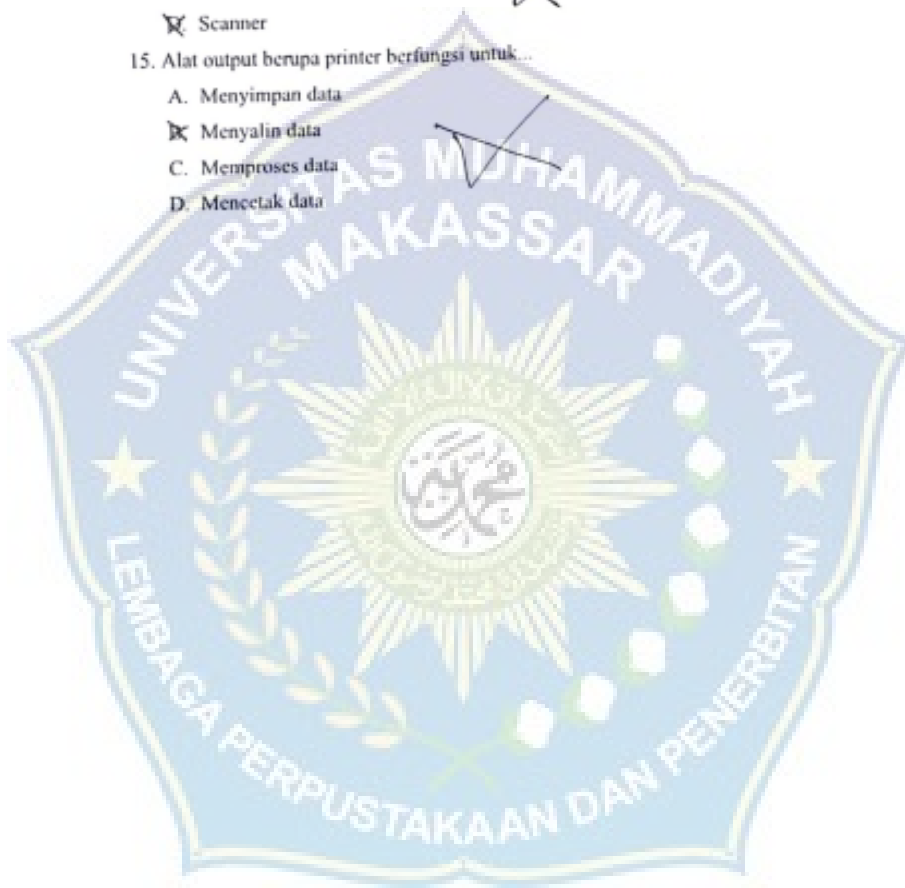 D. Scanner
15. Alat output berupa printer berfungsi untuk...
A. Menyimpan data
B. Menyalin data
C. Memproses data
D. Mencetak data
UNIVERSITAS MUHAMMADIYAH
MAKASSAR
LEMBAGA PERPUSTAKAAN DAN PENERBITAN